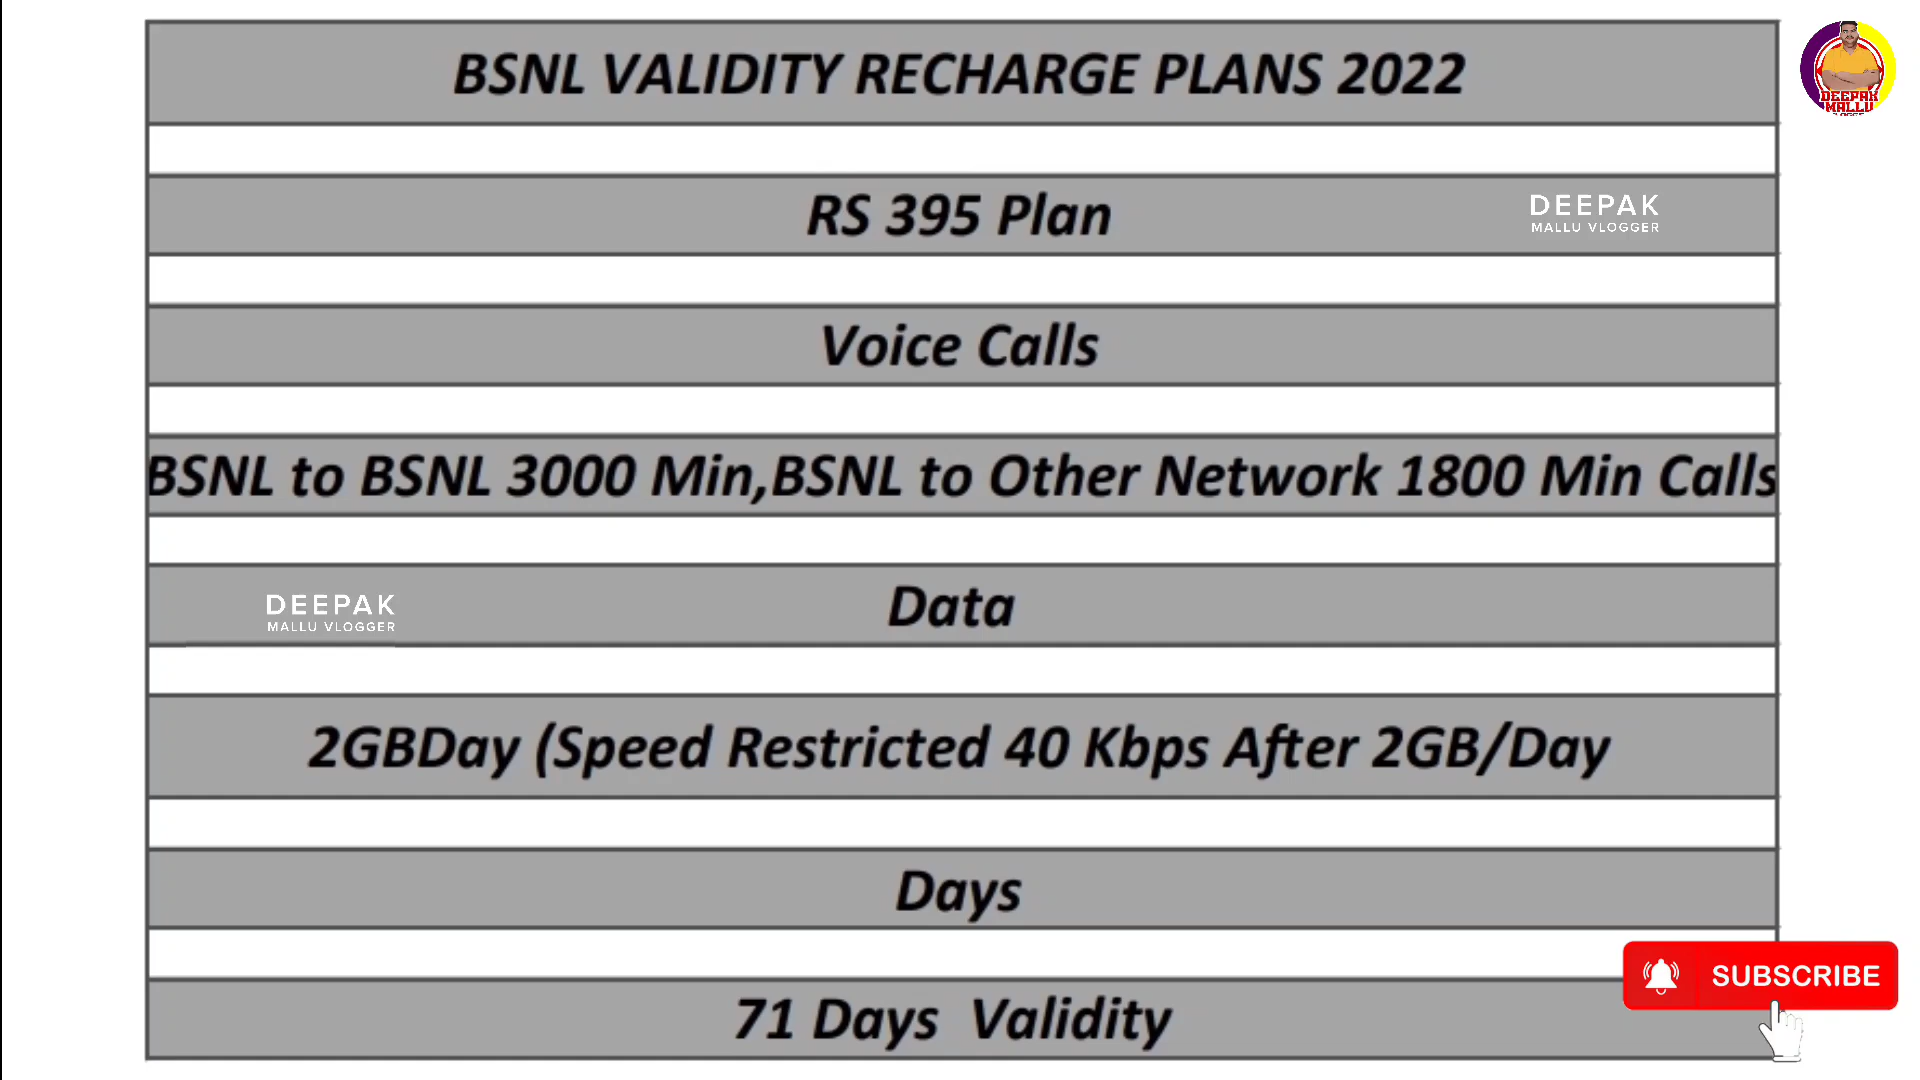 BSNL VALIDITY RECHARGE PLANS 2022
DEEPAK
MALLU
RS 395 Plan
DEEPAK
MALLU VLOGGER
Voice Calls
BSNL to BSNL 3000 Min,BSNL to Other Network 1800 Min Calls
DEEPAK
MALLU VLOGGER
Data
2GBDay (Speed Restricted 40 Kbps After 2GB/Day
Days
SUBSCRIBE
71 Days Validity